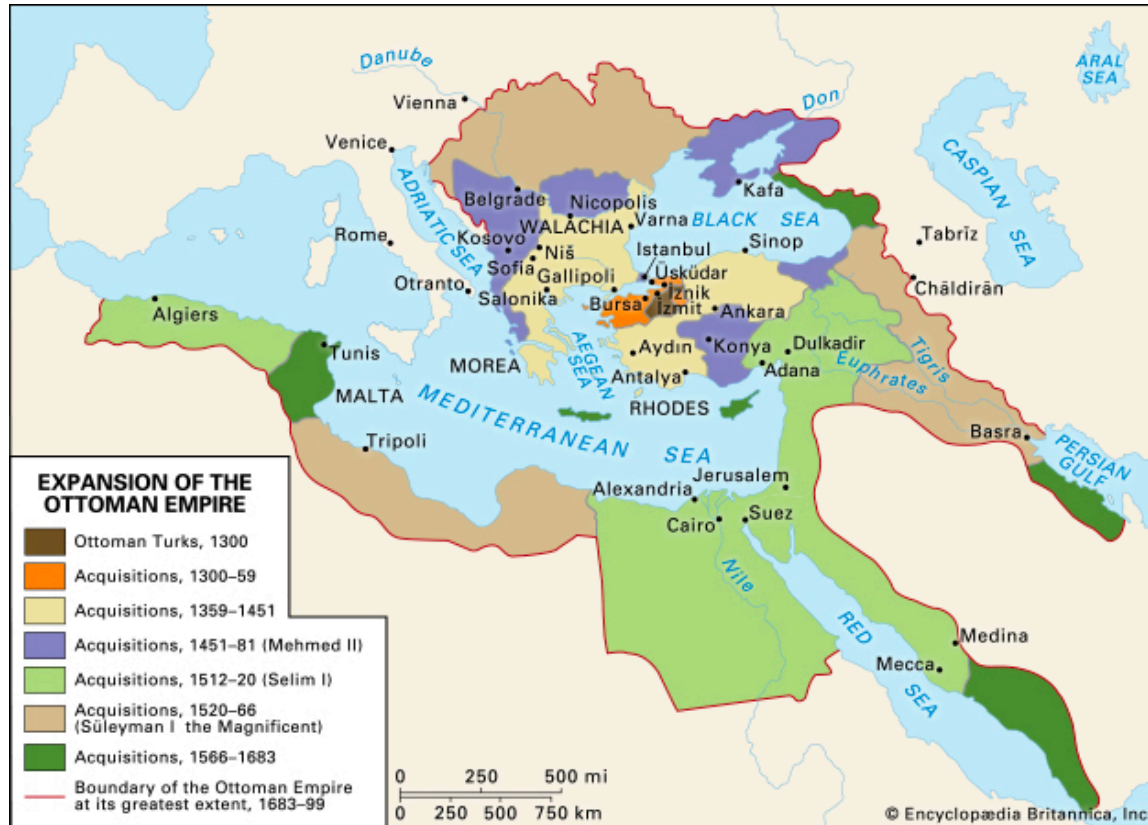 Danube
Vienna
Venice
ADRIATIC SEA
Rome
Otranto
Belgrade
Nicopolis
WALACHIA
Varna
Kosovo
Niš
Sofia
Gallipoli
Salonika
Istanbul
Üsküdar
İznik
İzmit
Bursa
Ankara
Sinop
BLACK SEA
Kafa
Don
ARAL
SEA
CASPIAN
SEA
Tabrīz
Chāldirān
Algiers
Tunis
MALTA
Tripoli
MOREA
AEGEAN
SEA
Aydın
Antalya
Konya
Adana
Dulkadir
Euphrates
Tigris
RHODES
MEDITERRANEAN SEA
Basra
PERSIAN
GULF
Jerusalem
Alexandria
Cairo
Suez
Nile
RED
SEA
Medina
Mecca
EXPANSION OF THE
OTTOMAN EMPIRE
Ottoman Turks, 1300
Acquisitions, 1300–59
Acquisitions, 1359–1451
Acquisitions, 1451–81 (Mehmed II)
Acquisitions, 1512–20 (Selim I)
Acquisitions, 1520–66
(Süleyman I the Magnificent)
Acquisitions, 1566–1683
Boundary of the Ottoman Empire
at its greatest extent, 1683–99
0 250 500 mi
0 250 500 750 km
© Encyclopædia Britannica, Inc